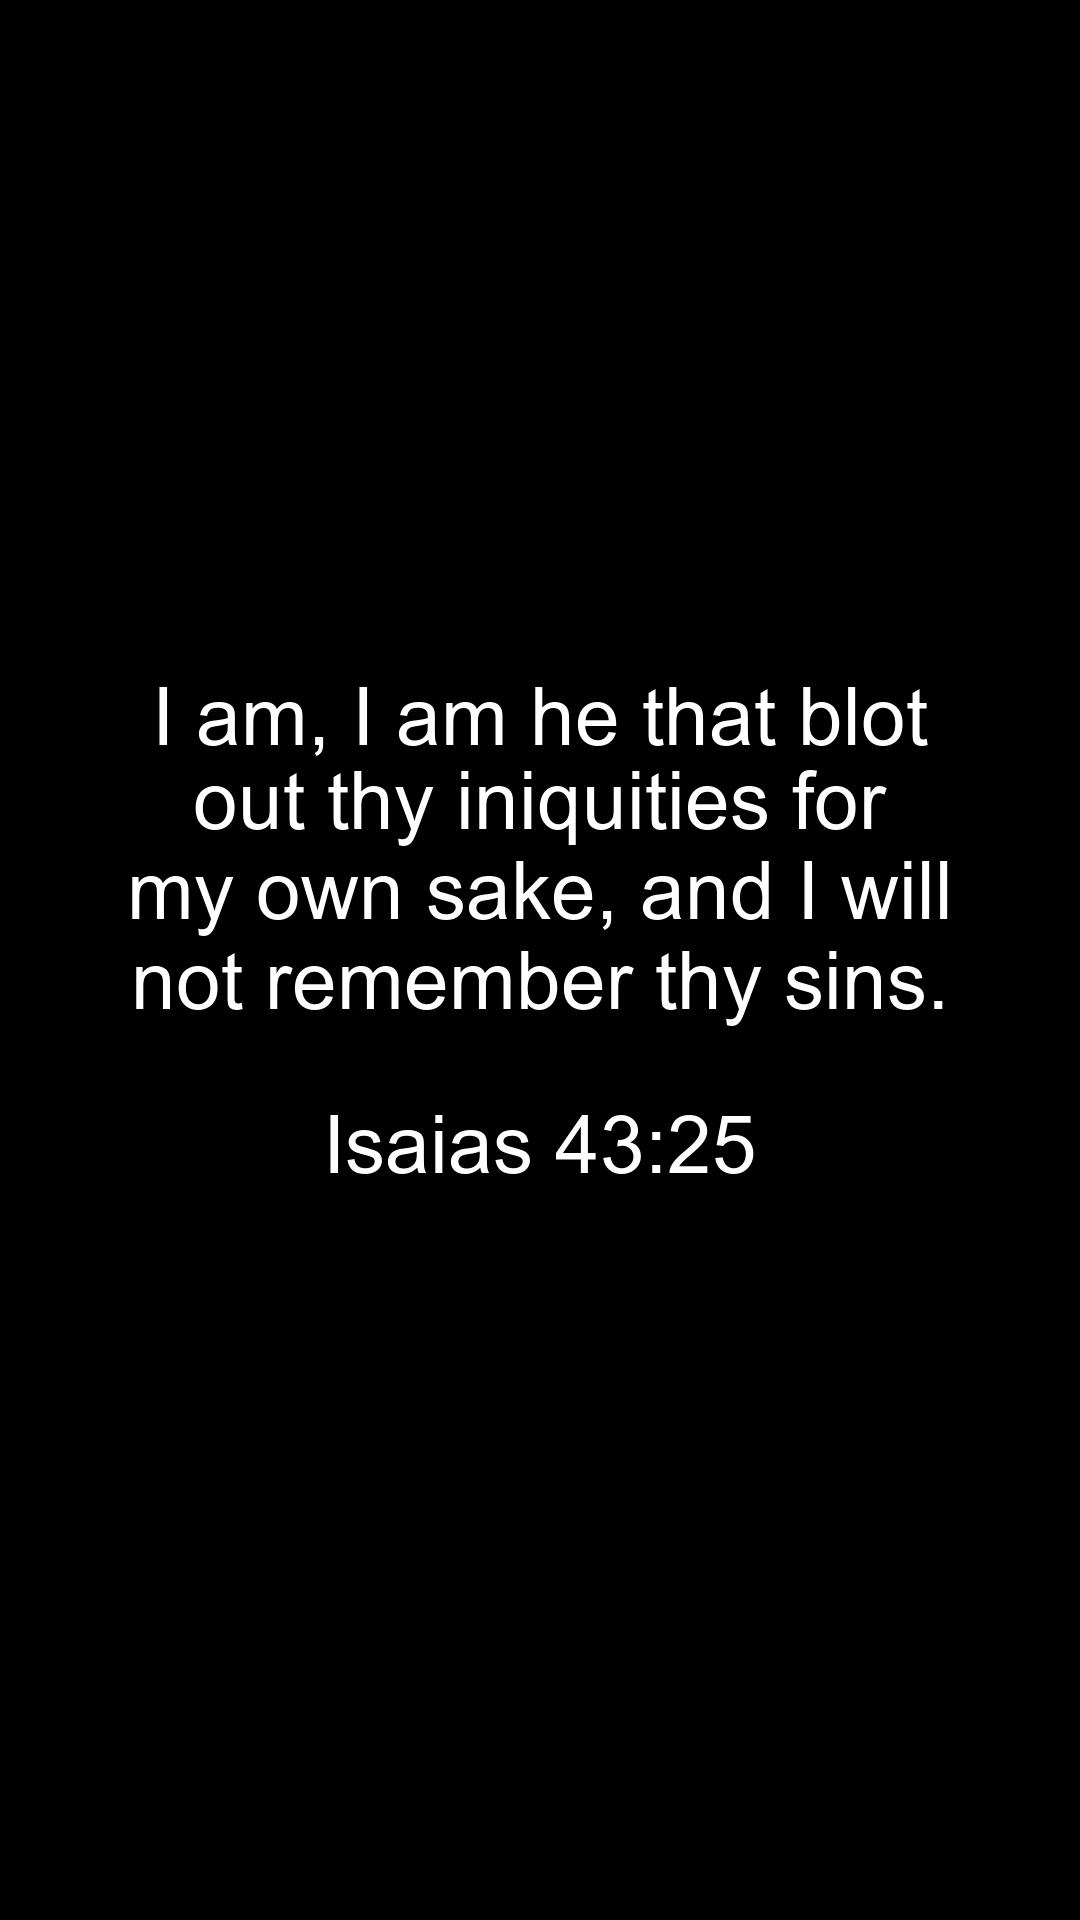 I am, I am he that blot
out thy iniquities for
my own sake, and I will
not remember thy sins.
Isaias 43:25